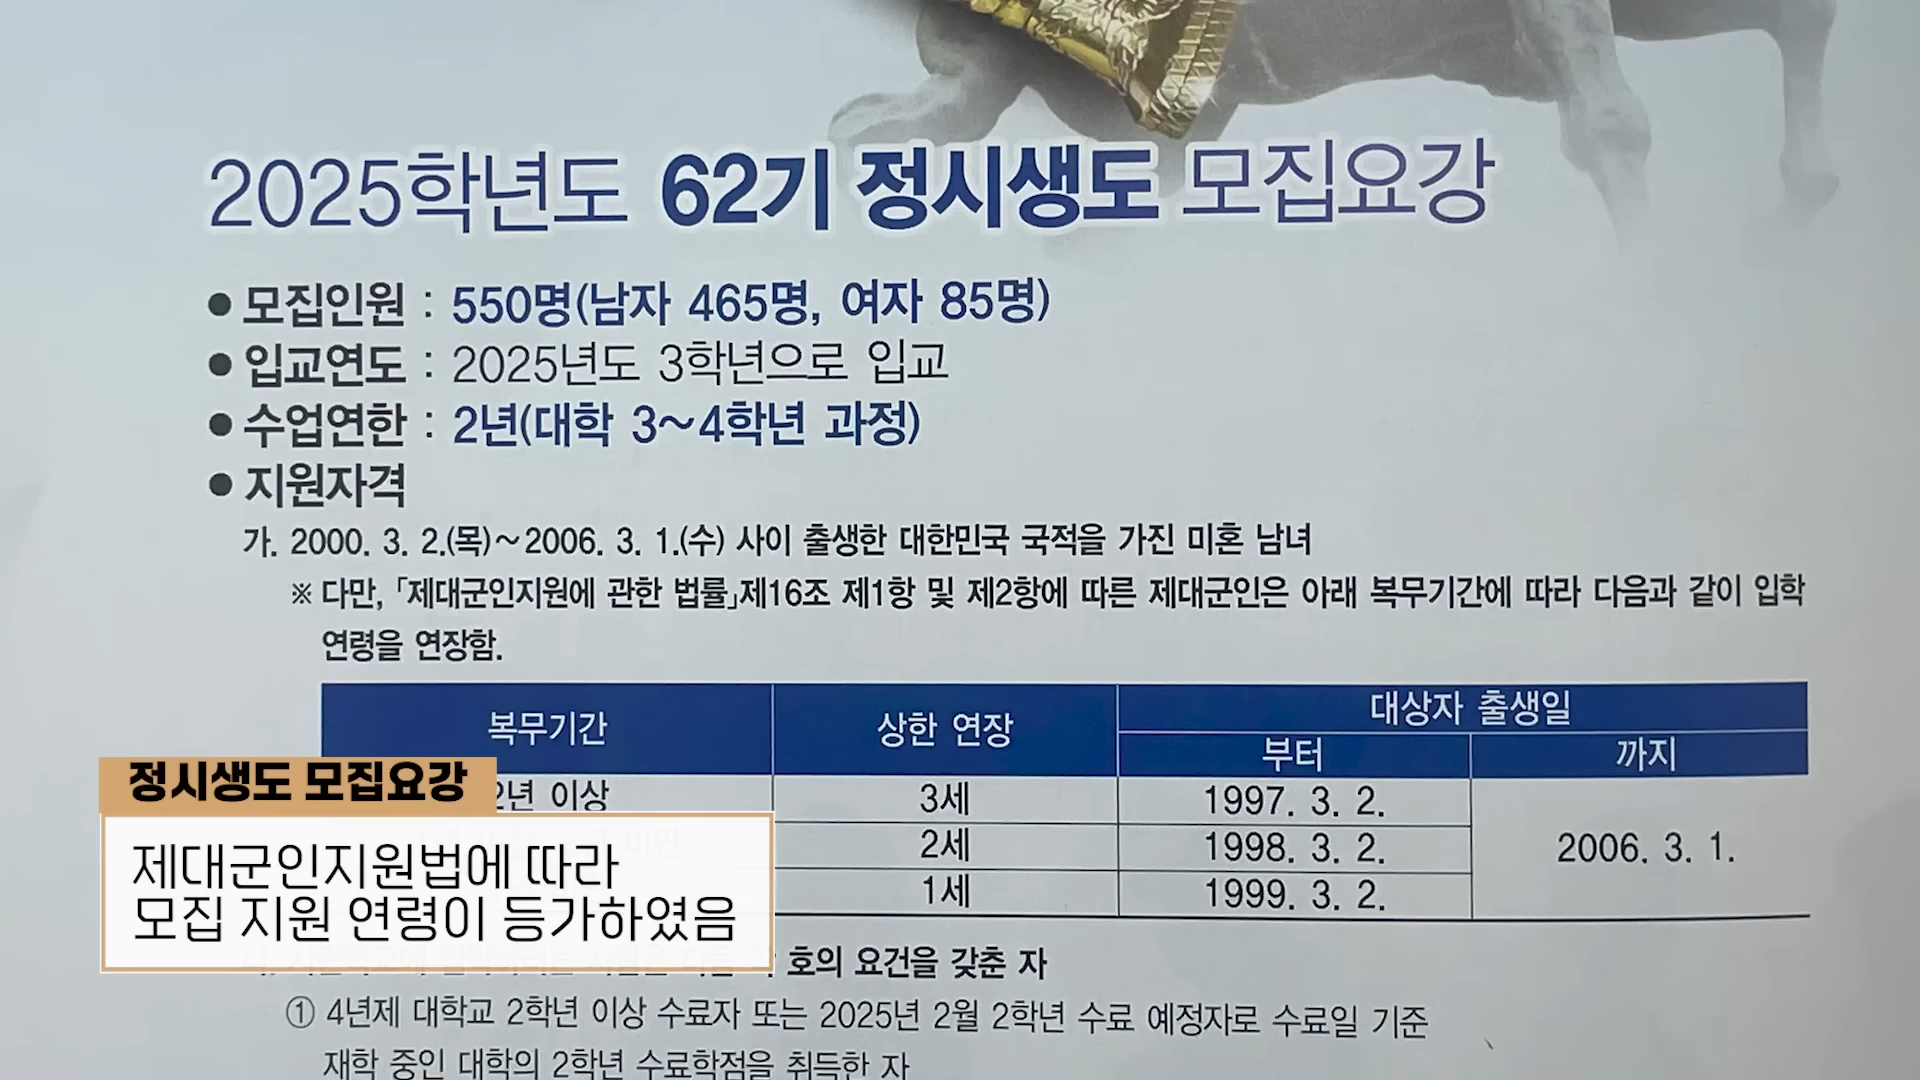 2025학년도 62기 정시생도 모집요강
● 모집인원 : 550명(남자 465명, 여자 85명)
● 입교연도 : 2025년도 3학년으로 입교
● 수업연한 : 2년(대학 3~4학년 과정)
● 지원자격
가. 2000. 3. 2.(목)~2006. 3. 1.(수) 사이 출생한 대한민국 국적을 가진 미혼 남녀
※ 다만, 「제대군인지원에 관한 법률」제16조 제1항 및 제2항에 따른 제대군인은 아래 복무기간에 따라 다음과 같이 입학
연령을 연장함.
복무기간 상한 연장 대상자 출생일
부터 까지
2년 이상 3세 1997. 3. 2.
2세 1998. 3. 2. 2006. 3. 1.
1세 1999. 3. 2.
정시생도 모집요강
제대군인지원법에 따라
모집 지원 연령이 등가하였음
호의 요건을 갖춘 자
① 4년제 대학교 2학년 이상 수료자 또는 2025년 2월 2학년 수료 예정자로 수료일 기준
재학 중인 대학의 2학년 수료학점을 취득한 자